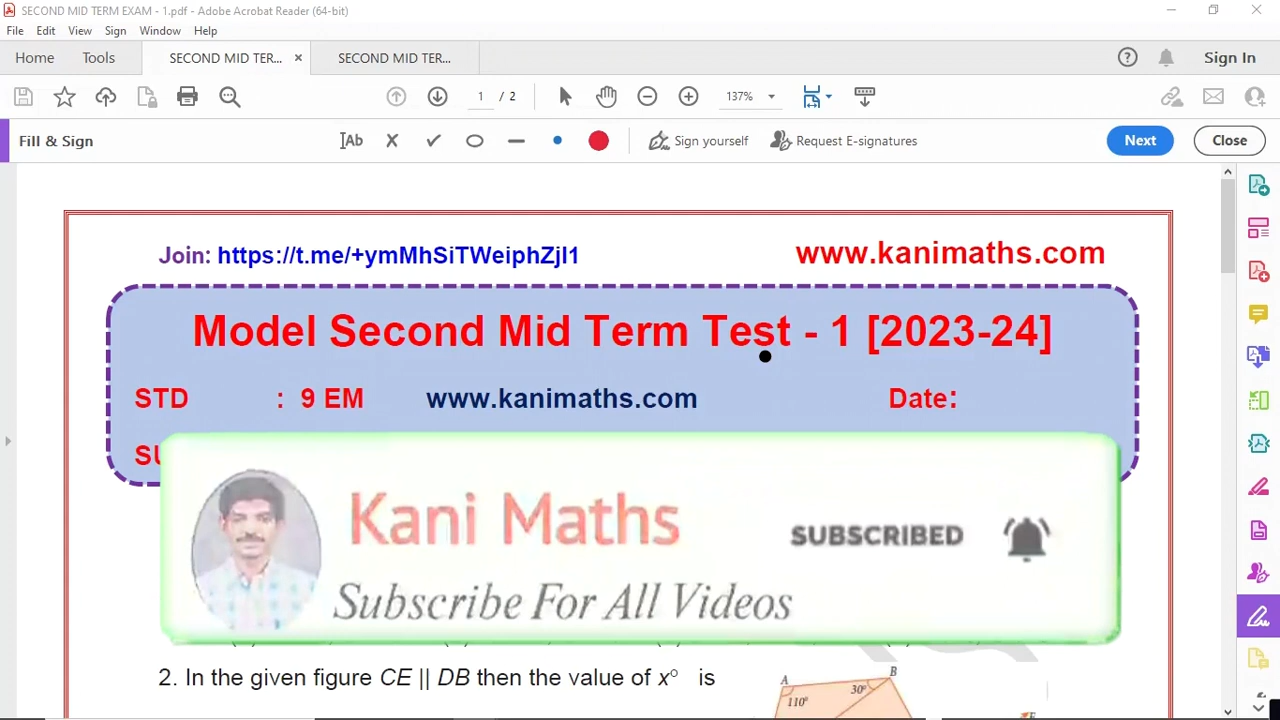 SECOND MID TERM EXAM - 1.pdf - Adobe Acrobat Reader (64-bit)
File Edit View Sign Window Help
Home Tools SECOND MID TER... × SECOND MID TER... Sign In
1 / 2 137%
Fill & Sign Ab Sign yourself Request E-signatures Next Close
Join: https://t.me/+ymMhSiTWeiphZjI1 www.kanimaths.com
Model Second Mid Term Test - 1 [2023-24]
STD : 9 EM www.kanimaths.com Date:
SU
Kani Maths
SUBSCRIBED
Subscribe For All Videos
2. In the given figure CE || DB then the value of x° is
A B
110° 30°
E